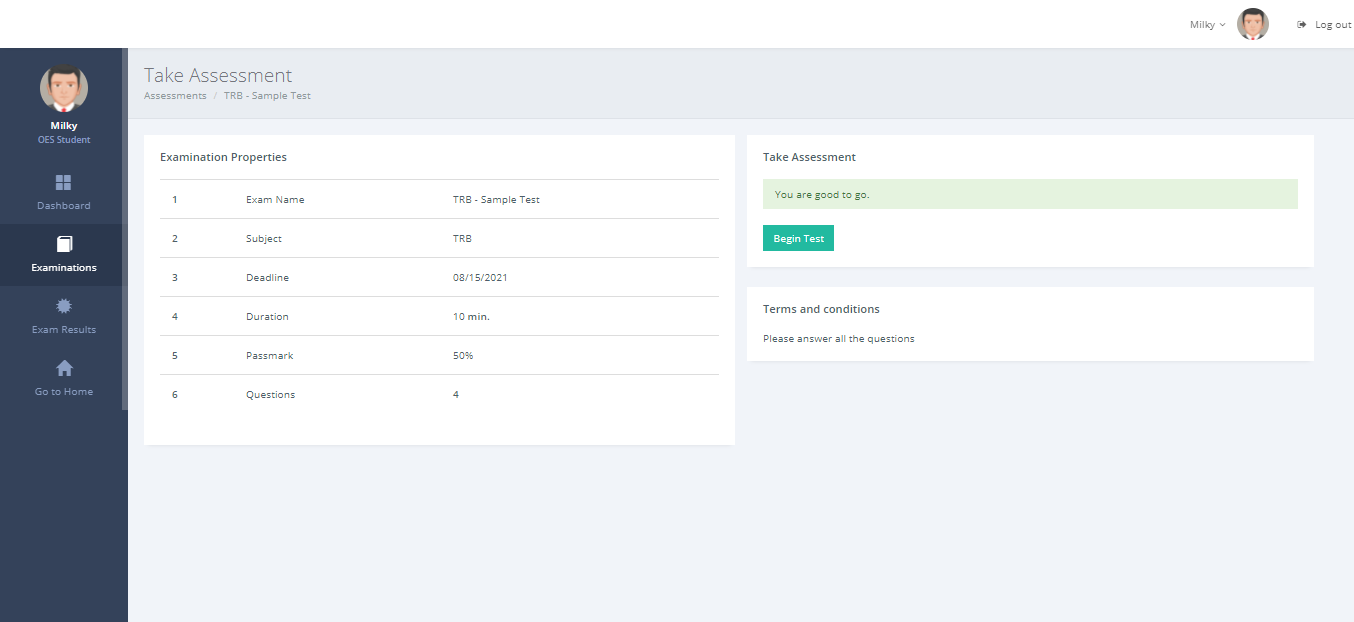 Milky
Log out
Milky
OES Student
Dashboard
Examinations
Exam Results
Go to Home
Take Assessment
Assessments / TRB - Sample Test
Examination Properties
1 Exam Name TRB - Sample Test
2 Subject TRB
3 Deadline 08/15/2021
4 Duration 10 min.
5 Passmark 50%
6 Questions 4
Take Assessment
You are good to go.
Begin Test
Terms and conditions
Please answer all the questions